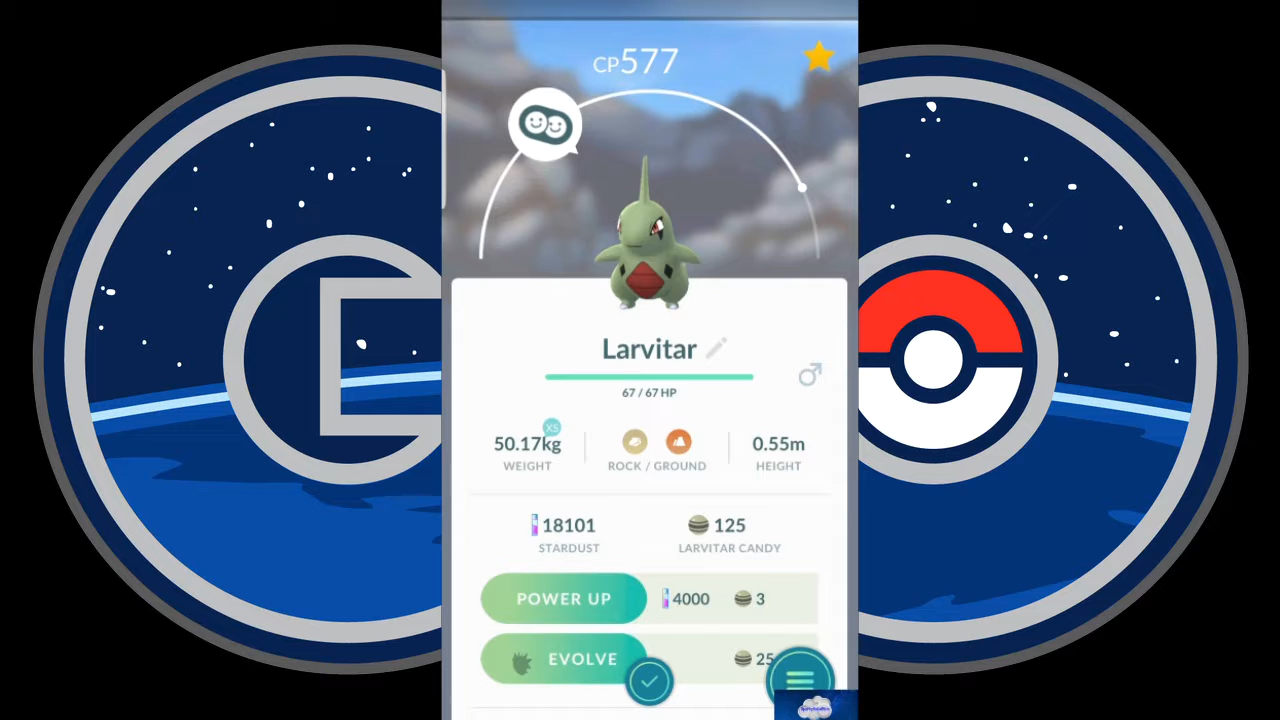 CP577
Larvitar
67 / 67 HP
XS
50.17kg
WEIGHT
ROCK / GROUND
0.55m
HEIGHT
18101
STARDUST
125
LARVITAR CANDY
POWER UP 4000 3
EVOLVE 25